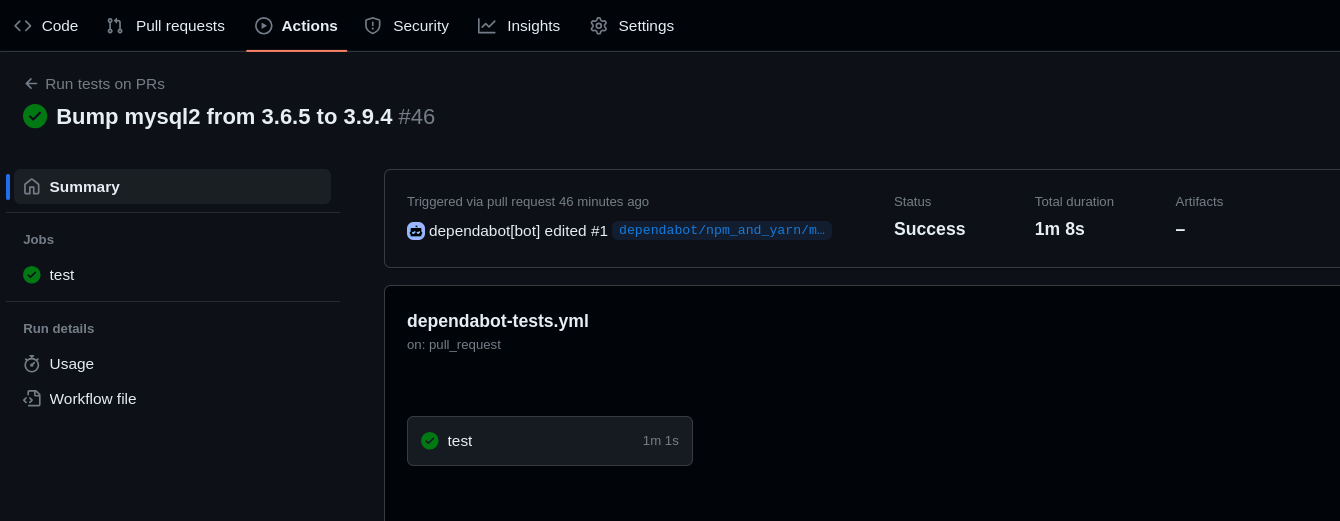 Code Pull requests Actions Security Insights Settings
Run tests on PRs
Bump mysql2 from 3.6.5 to 3.9.4 #46
Summary
Jobs
test
Run details
Usage
Workflow file
Triggered via pull request 46 minutes ago
dependabot[bot] edited #1 dependabot/npm_and_yarn/m…
Status
Success
Total duration
1m 8s
Artifacts
–
dependabot-tests.yml
on: pull_request
test 1m 1s